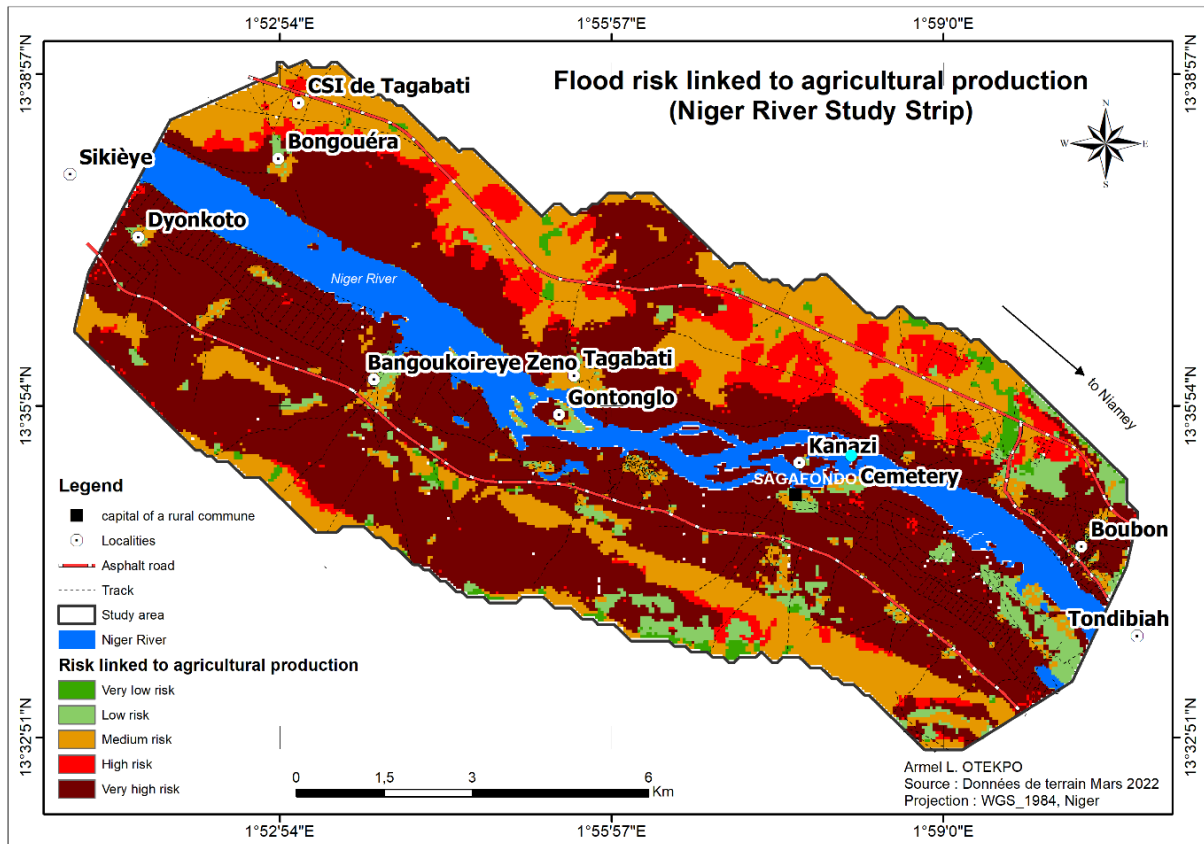 1°52'54"E
1°55'57"E
1°59'0"E
13°38'57"N
13°38'57"N
Flood risk linked to agricultural production
(Niger River Study Strip)
N
W
E
S
CSI de Tagabati
Bongouéra
Sikièye
Dyonkoto
Niger River
Bangoukoireye Zeno
Tagabati
Gontonglo
to Niamey
13°35'54"N
13°35'54"N
Kanazi
SAGAFONDO
Cemetery
Boubon
Tondibiah
Legend
capital of a rural commune
Localities
Asphalt road
Track
Study area
Niger River
Risk linked to agricultural production
Very low risk
Low risk
Medium risk
High risk
Very high risk
13°32'51"N
13°32'51"N
0
1,5
3
6
Km
Armel L. OTEKPO
Source : Données de terrain Mars 2022
Projection : WGS_1984, Niger
1°52'54"E
1°55'57"E
1°59'0"E